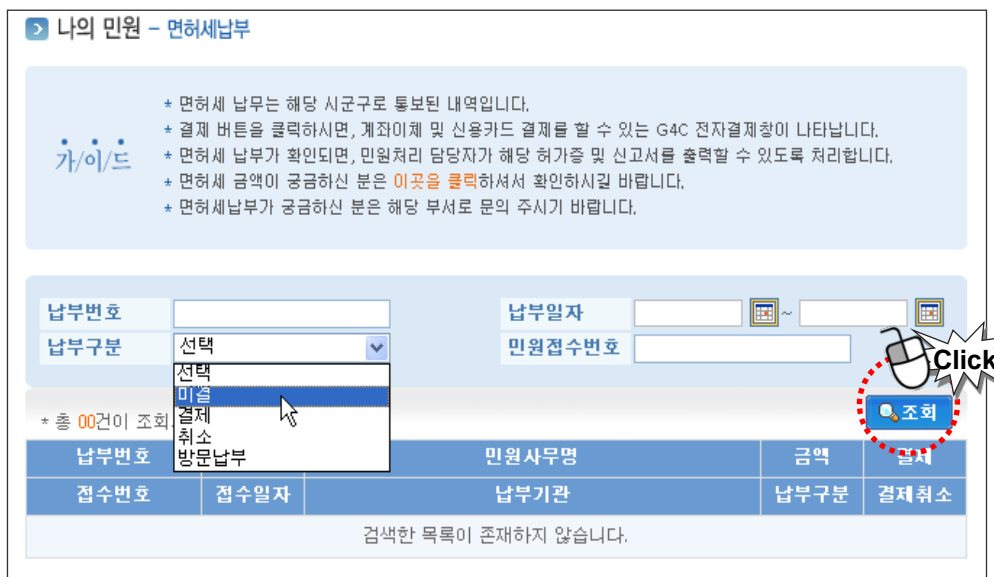 나의 민원 - 면허세납부
가/이/드
* 면허세 납무는 해당 시군구로 통보된 내역입니다.
* 결제 버튼을 클릭하시면, 계좌이체 및 신용카드 결제를 할 수 있는 G4C 전자결제창이 나타납니다.
* 면허세 납부가 확인되면, 민원처리 담당자가 해당 허가증 및 신고서를 출력할 수 있도록 처리합니다.
* 면허세 금액이 궁금하신 분은 이곳을 클릭하셔서 확인하시길 바랍니다.
* 면허세납부가 궁금하신 분은 해당 부서로 문의 주시기 바랍니다.
납부번호 납부일자 ~
납부구분 선택 민원접수번호
Click
선택
미결
결제
취소
방문납부
조회
* 총 00건이 조회
납부번호 민원사무명 금액 결제
접수번호 접수일자 납부기관 납부구분 결제취소
검색한 목록이 존재하지 않습니다.